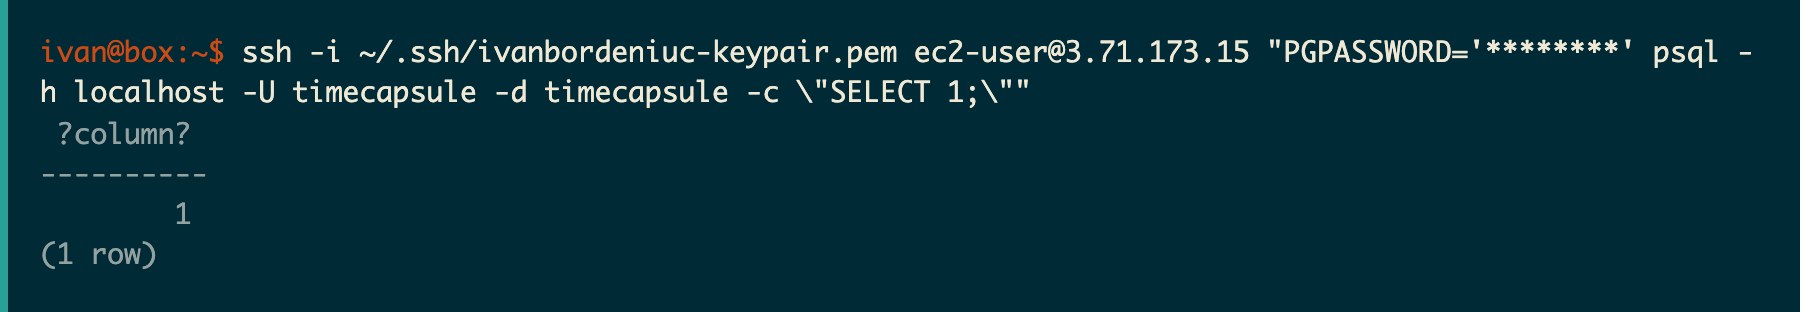 ivan@box:~$ ssh -i ~/.ssh/ivanbordeniuc-keypair.pem ec2-user@3.71.173.15 "PGPASSWORD='********' psql -
h localhost -U timecapsule -d timecapsule -c \"SELECT 1;\""
 ?column?
----------
        1
(1 row)